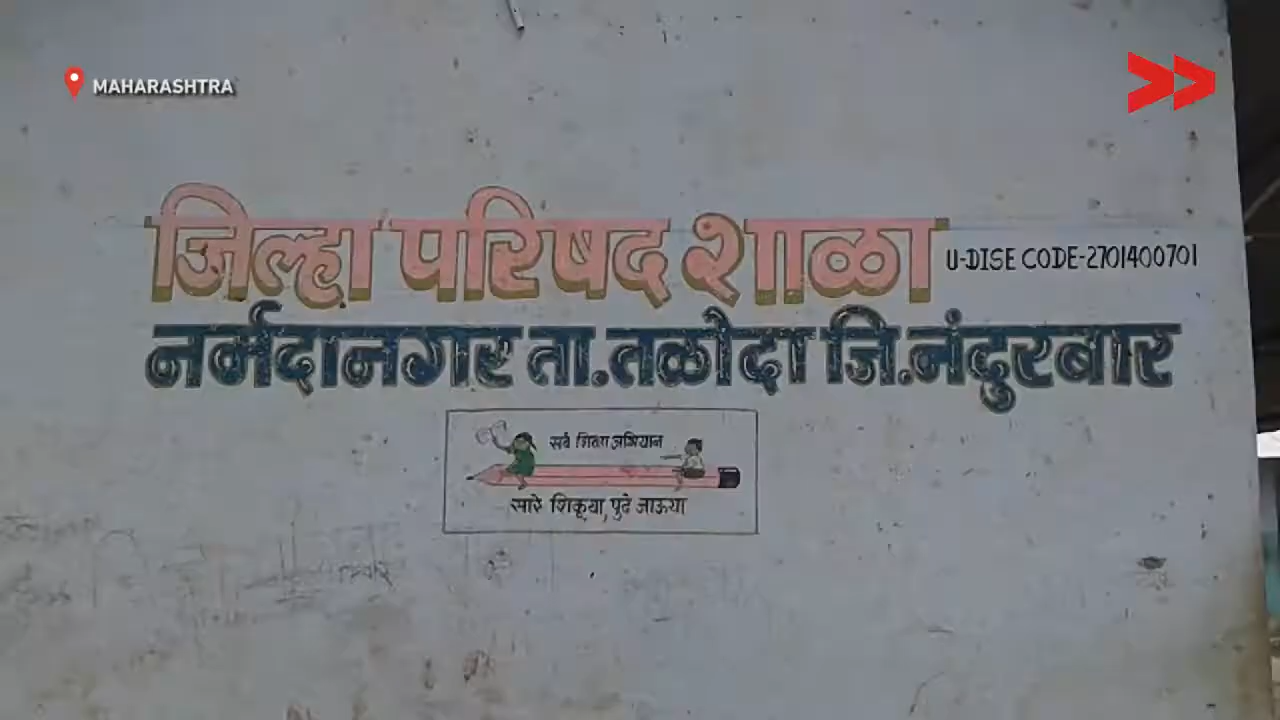 MAHARASHTRA
जिल्हा परिषद शाळा U-DISE CODE-2701400701
नर्मदानगर ता.तळोदा जि.नंदुरबार
सर्व शिक्षा अभियान
सारे शिकूया, पुढे जाऊया